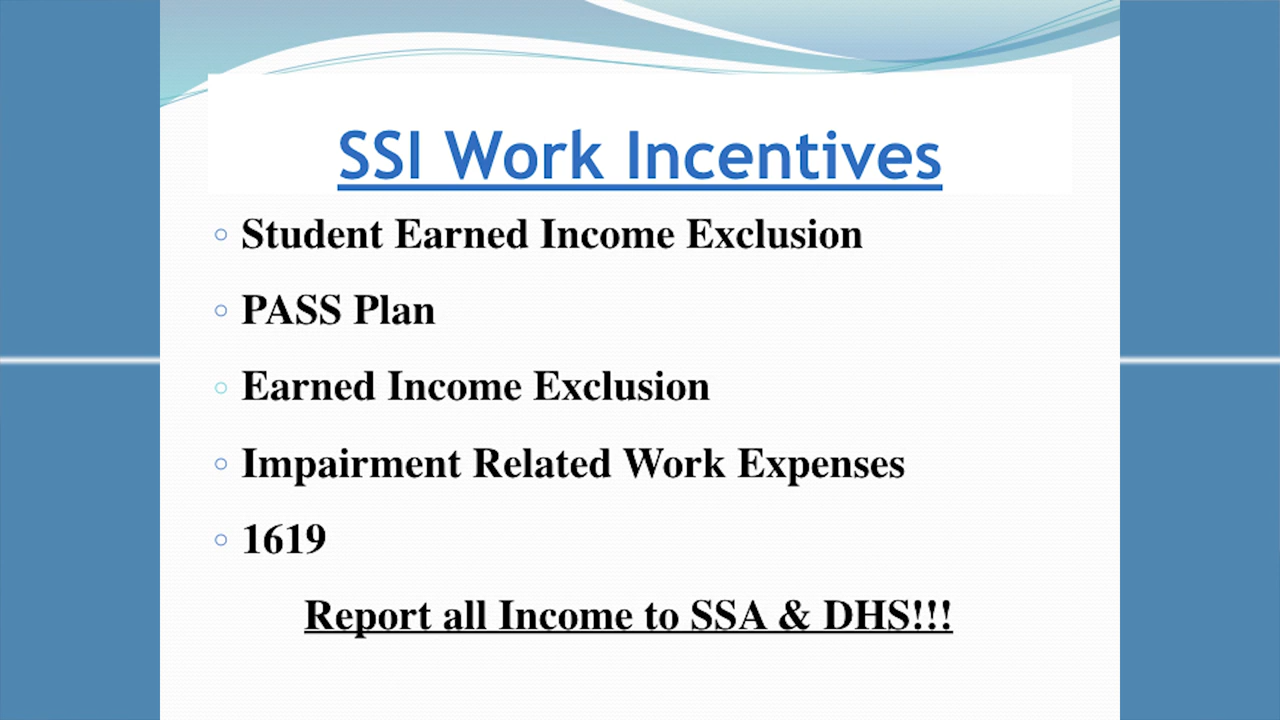 SSI Work Incentives
Student Earned Income Exclusion
PASS Plan
Earned Income Exclusion
Impairment Related Work Expenses
1619
Report all Income to SSA & DHS!!!